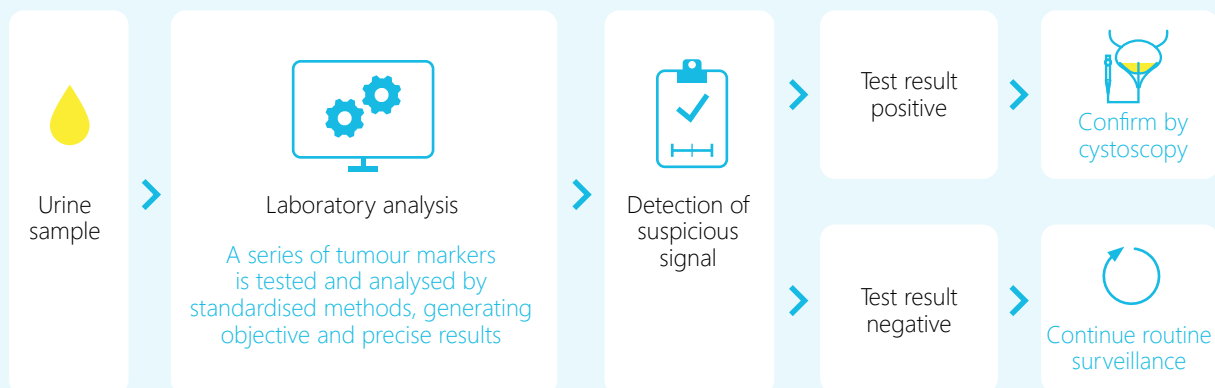 Urine
sample
Laboratory analysis
A series of tumour markers
is tested and analysed by
standardised methods, generating
objective and precise results
Detection of
suspicious
signal
Test result
positive
Confirm by
cystoscopy
Test result
negative
Continue routine
surveillance